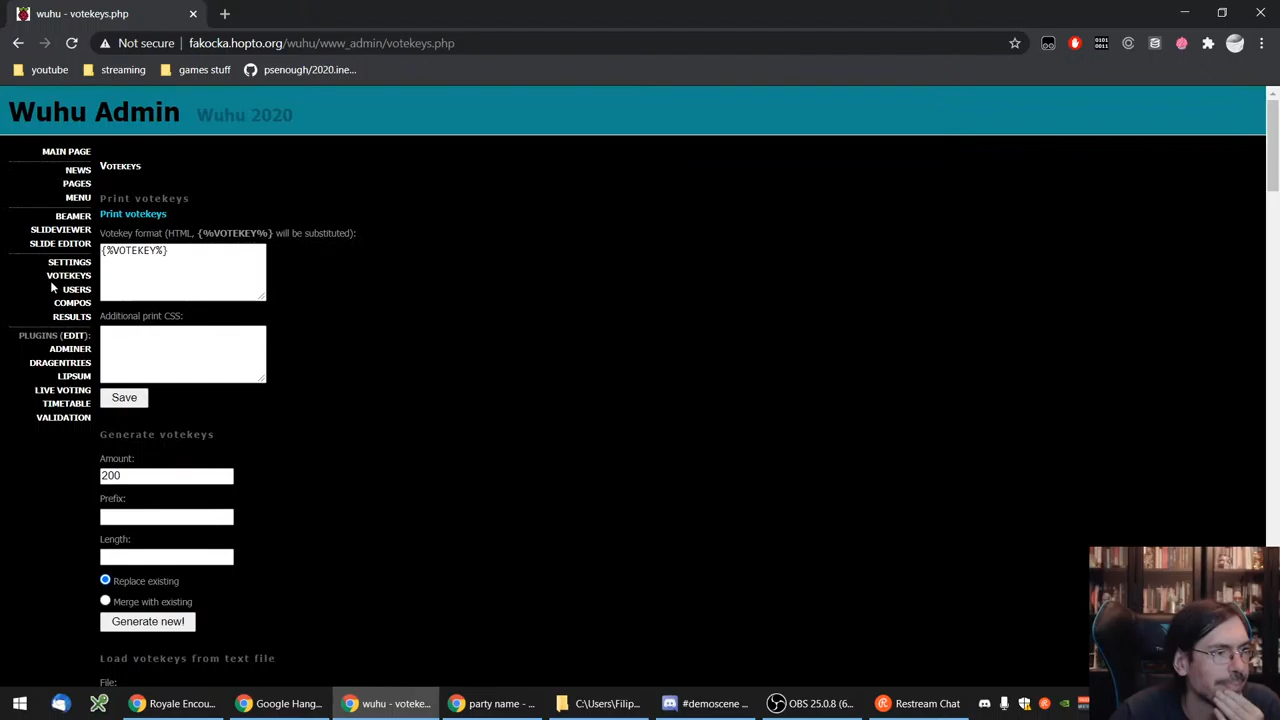 wuhu - votekeys.php
Not secure
fakocka.hopto.org/wuhu/www_admin/votekeys.php
youtube
streaming
games stuff
psenough/2020.ine...
Wuhu Admin
Wuhu 2020
MAIN PAGE
NEWS
PAGES
MENU
BEAMER
SLIDEVIEWER
SLIDE EDITOR
SETTINGS
VOTEKEYS
USERS
COMPOS
RESULTS
PLUGINS (EDIT):
ADMINER
DRAGENTRIES
LIPSUM
LIVE VOTING
TIMETABLE
VALIDATION
VOTEKEYS
Print votekeys
Print votekeys
Votekey format (HTML, {%VOTEKEY%} will be substituted):
{%VOTEKEY%}
Additional print CSS:
Save
Generate votekeys
Amount:
200
Prefix:
Length:
Replace existing
Merge with existing
Generate new!
Load votekeys from text file
File:
Royale Encou...
Google Hang...
wuhu - voteke...
party name - ...
C:\Users\Filip...
#demoscene ...
OBS 25.0.8 (6...
Restream Chat